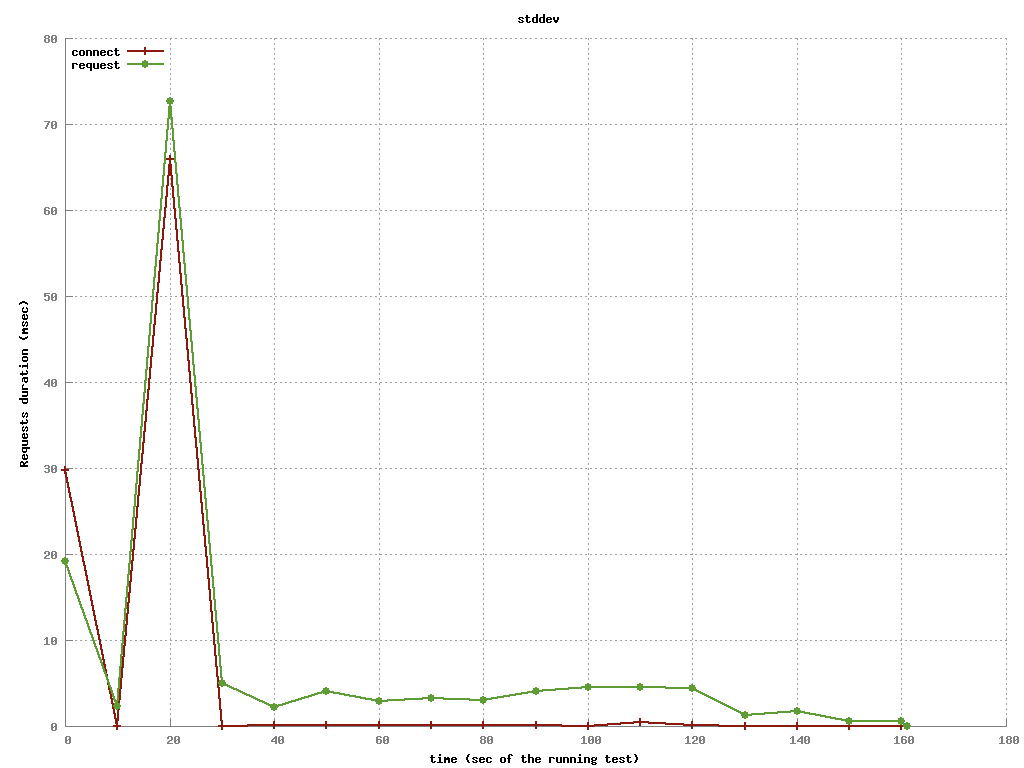 stddev
80
connect
request
70
60
50
40
30
20
10
0
0 20 40 60 80 100 120 140 160 180
Requests duration (msec)
time (sec of the running test)